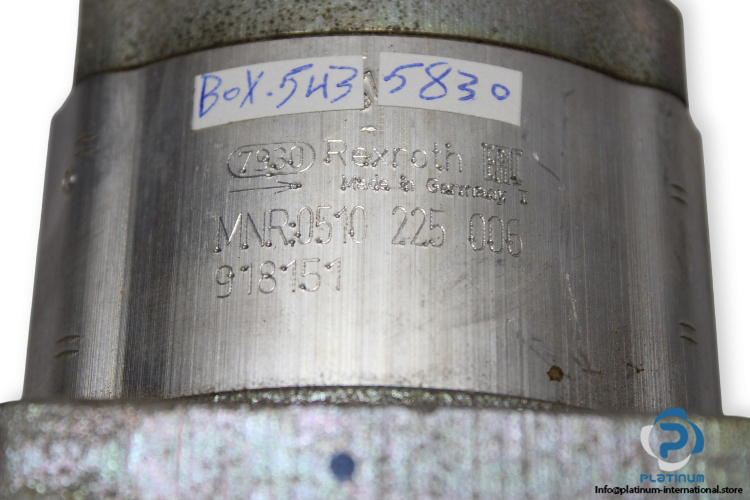 BOX.543 5830
7930 Rexroth
Made in Germany
MNR:0510 225 006
918151
PLATINUM
Info@platinum-international.store